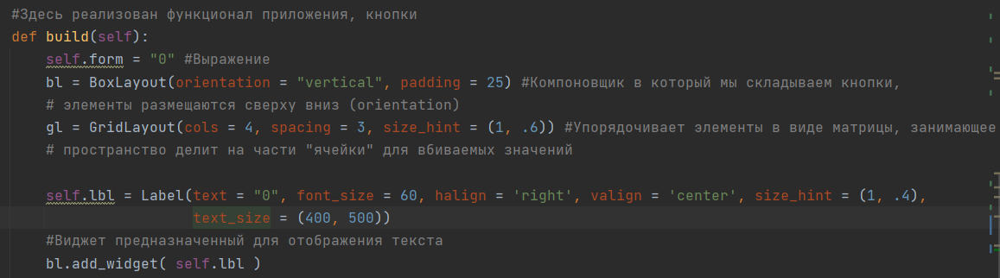 #Здесь реализован функционал приложения, кнопки
def build(self):
self.form = "0" #Выражение
bl = BoxLayout(orientation = "vertical", padding = 25) #Компоновщик в который мы складываем кнопки,
# элементы размещаются сверху вниз (orientation)
gl = GridLayout(cols = 4, spacing = 3, size_hint = (1, .6)) #Упорядочивает элементы в виде матрицы, занимающее
# пространство делит на части "ячейки" для вбиваемых значений
self.lbl = Label(text = "0", font_size = 60, halign = 'right', valign = 'center', size_hint = (1, .4),
text_size = (400, 500))
#Виджет предназначенный для отображения текста
bl.add_widget( self.lbl )